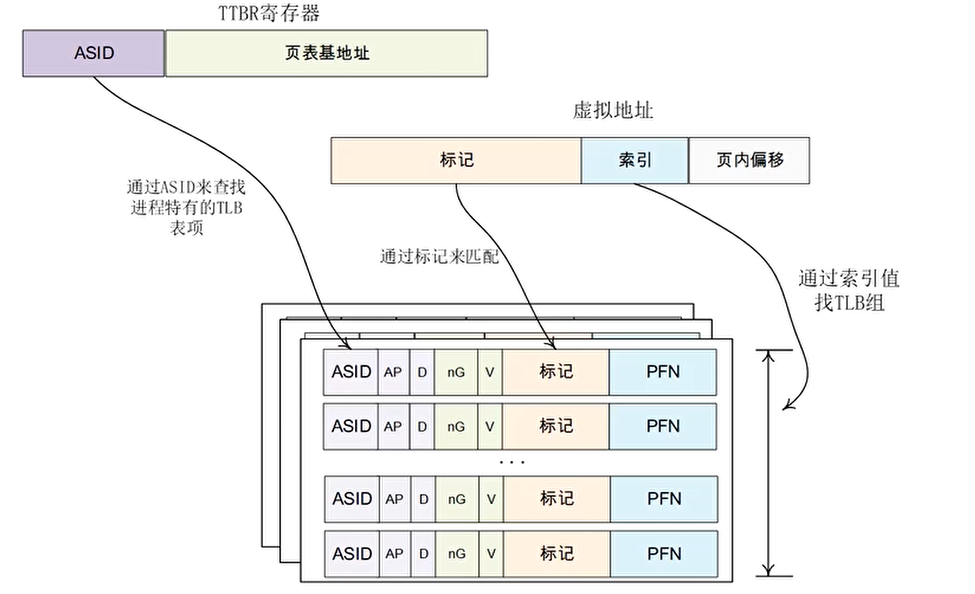 TTBR寄存器
ASID 页表基地址
虚拟地址
标记 索引 页内偏移
通过ASID来查找
进程特有的TLB
表项
通过标记来匹配
通过索引值
找TLB组
ASID AP D nG V 标记 PFN
ASID AP D nG V 标记 PFN
...
ASID AP D nG V 标记 PFN
ASID AP D nG V 标记 PFN